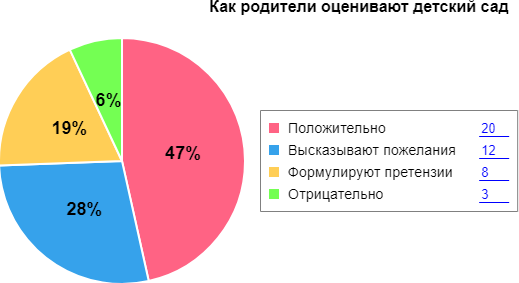 Как родители оценивают детский сад
6%
19%
47%
28%
Положительно 20
Высказывают пожелания 12
Формулируют претензии 8
Отрицательно 3